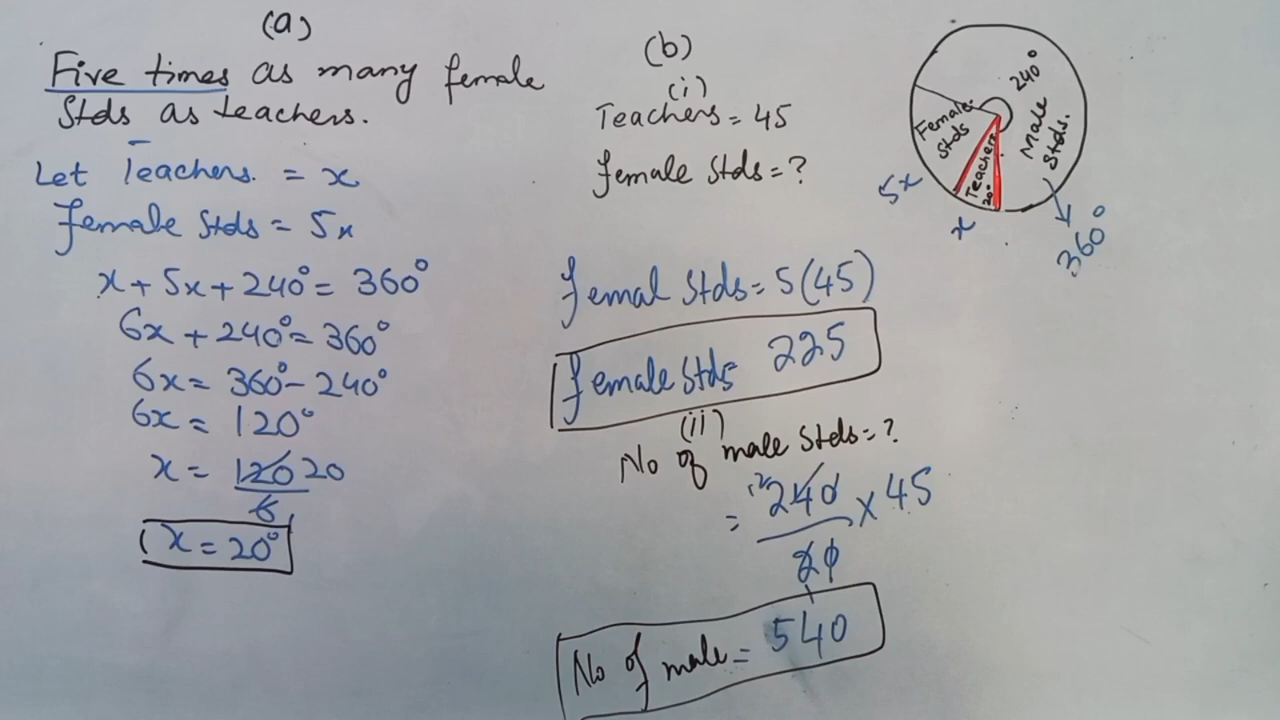 (a)
Five times as many female
Stds as teachers.
Let Teachers. = x
female Stds = 5x
x + 5x + 240° = 360°
6x + 240° = 360°
6x = 360° - 240°
6x = 120°
x = 120 20
6
x = 20°
(b)
(i)
Teachers = 45
female Stds = ?
femal Stds = 5(45)
female Stds 225
(ii)
No of male Stds = ?
= 12 240 × 45
20
1
No of male = 540
240°
Male
Stds.
Female
Stds
Teachers
20°
5x
x
360°